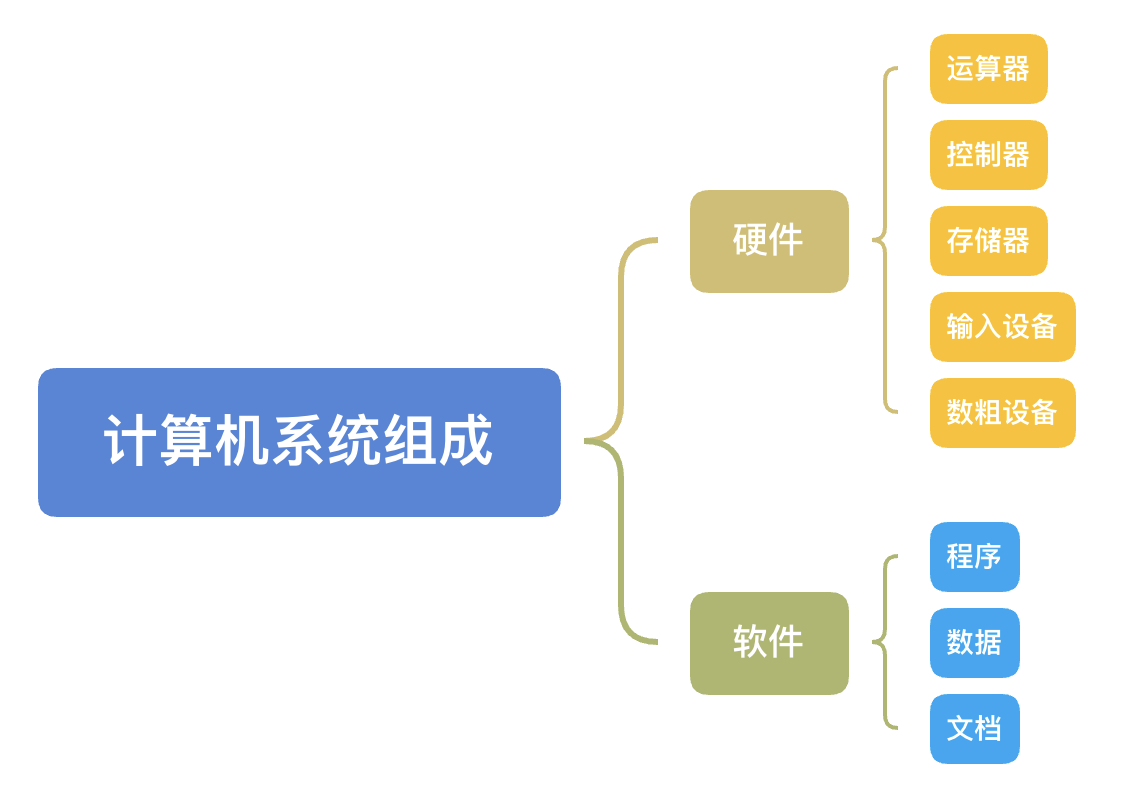 计算机系统组成
硬件
运算器
控制器
存储器
输入设备
数粗设备
软件
程序
数据
文档